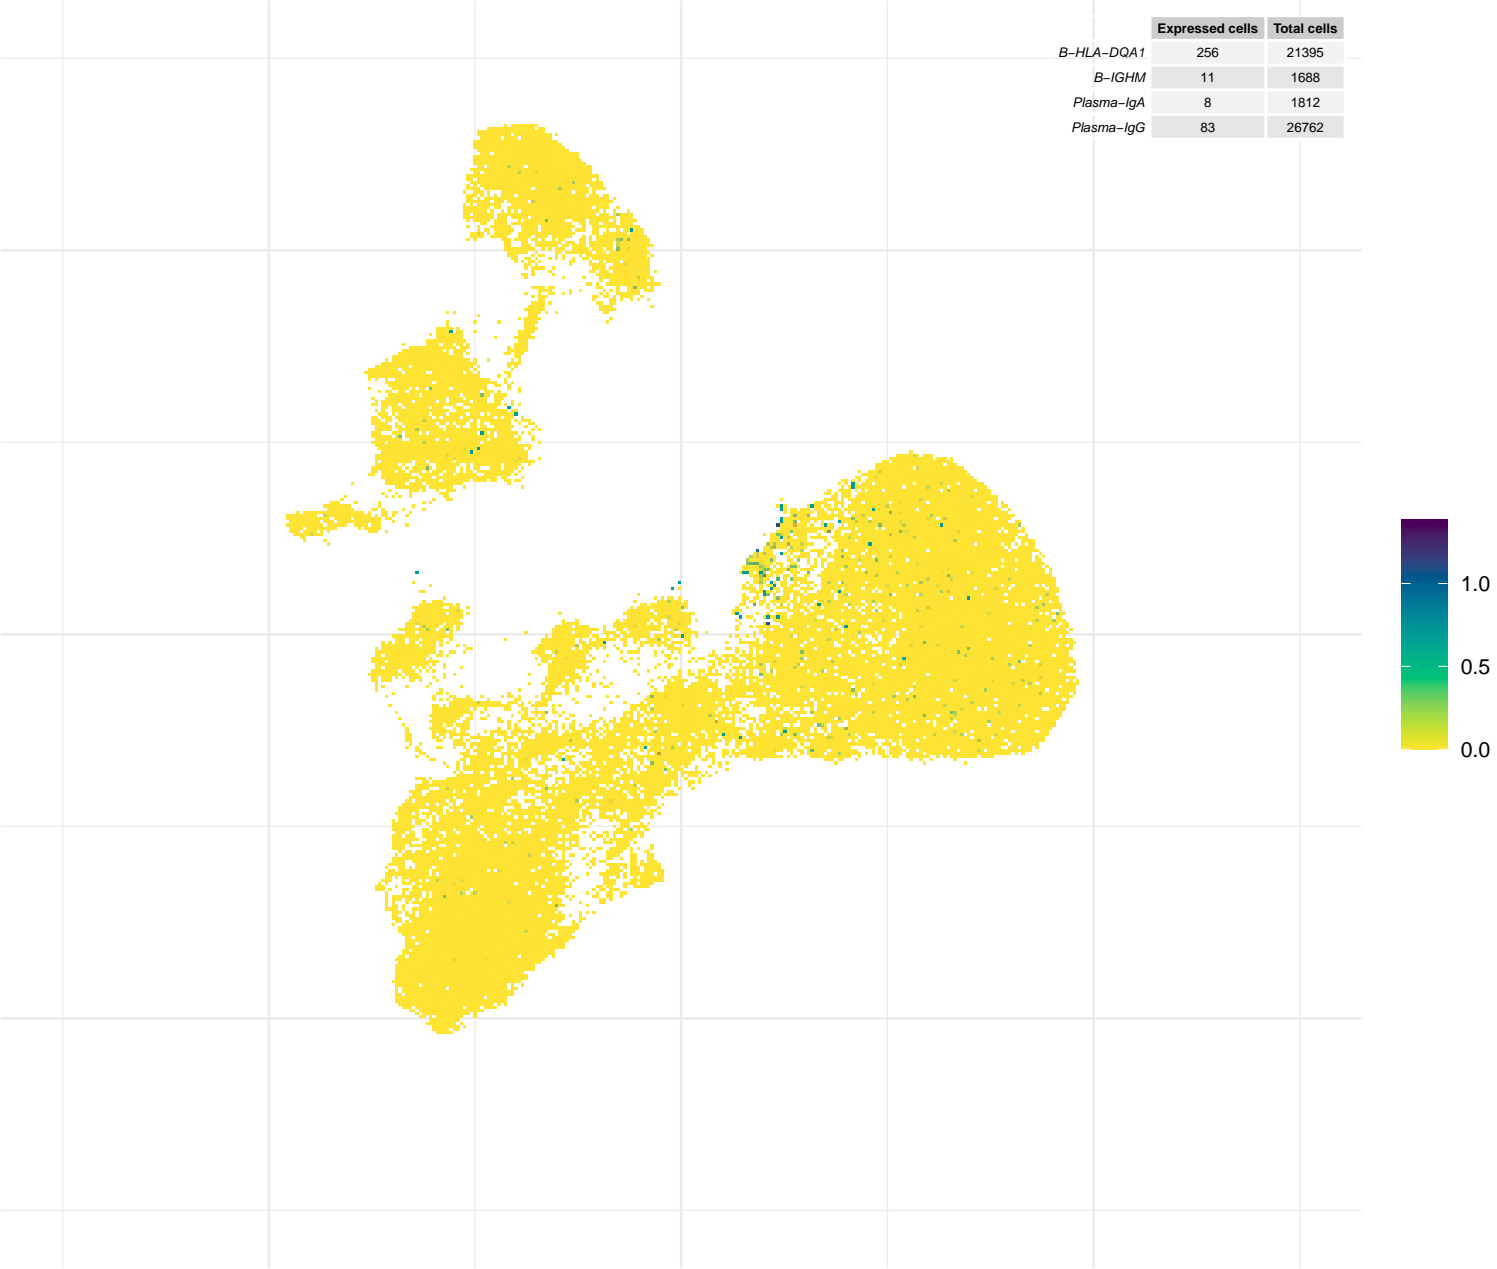 Expressed cells Total cells
B−HLA−DQA1 256 21395
B−IGHM 11 1688
Plasma−IgA 8 1812
Plasma−IgG 83 26762
1.0
0.5
0.0